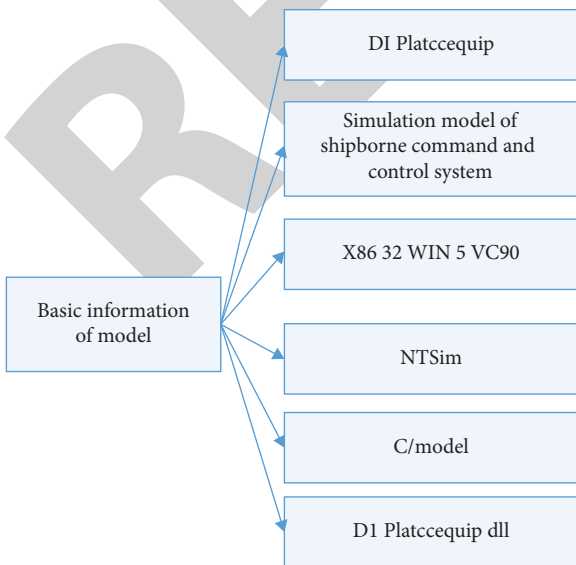 DI Platccequip
Simulation model of
shipborne command and
control system
X86 32 WIN 5 VC90
Basic information
of model
NTSim
C/model
D1 Platccequip dll